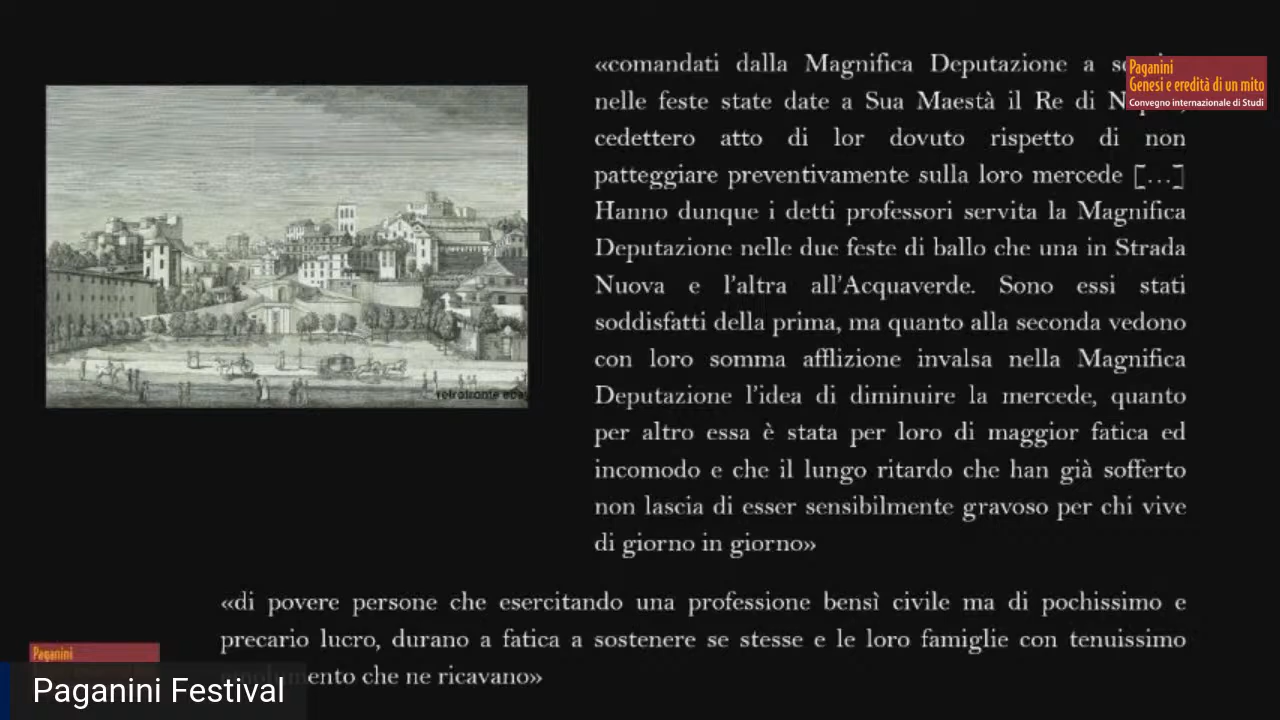 «comandati dalla Magnifica Deputazione a
nelle feste state date a Sua Maestà il Re di
cedettero atto di lor dovuto rispetto di non
patteggiare preventivamente sulla loro mercede […]
Hanno dunque i detti professori servita la Magnifica
Deputazione nelle due feste di ballo che una in Strada
Nuova e l'altra all'Acquaverde. Sono essi stati
soddisfatti della prima, ma quanto alla seconda vedono
con loro somma afflizione invalsa nella Magnifica
Deputazione l'idea di diminuire la mercede, quanto
per altro essa è stata per loro di maggior fatica ed
incomodo e che il lungo ritardo che han già sofferto
non lascia di esser sensibilmente gravoso per chi vive
di giorno in giorno»
Paganini
Genesi e eredità di un mito
Convegno internazionale di Studi
«di povere persone che esercitando una professione bensì civile ma di pochissimo e
precario lucro, durano a fatica a sostenere se stesse e le loro famiglie con tenuissimo
che ne ricavano»
Paganini
Paganini Festival